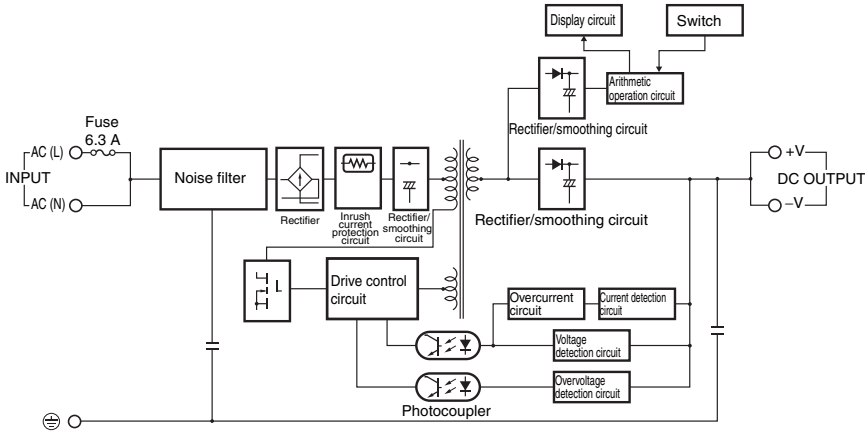 Display circuit
Switch
Arithmetic
operation circuit
Fuse
6.3 A
AC (L)
INPUT
AC (N)
Noise filter
Rectifier
Inrush
current
protection
circuit
Rectifier/
smoothing
circuit
Rectifier/smoothing circuit
Rectifier/smoothing circuit
+V
DC OUTPUT
–V
Drive control
circuit
Overcurrent
circuit
Current detection
circuit
Voltage
detection circuit
Overvoltage
detection circuit
Photocoupler